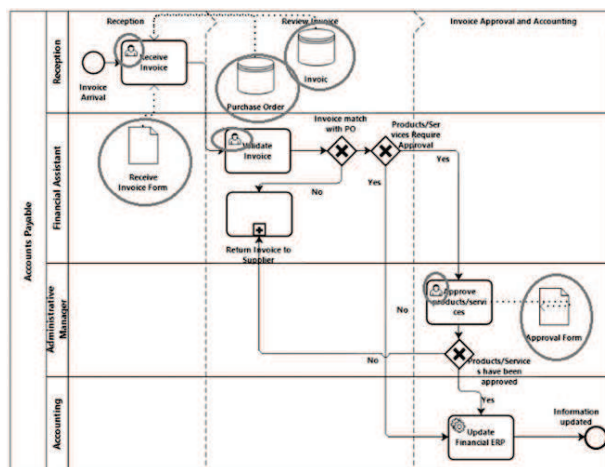 Reception
Review Invoice
Invoice Approval and Accounting
Accounts Payable
Reception
Invoice
Arrival
Receive
Invoice
Purchase Order
Invoic
Financial Assistant
Receive
Invoice Form
Validate
Invoice
Invoice match
with PO
Products/Ser
vices Require
Approval
No
Yes
Yes
Return Invoice to
Supplier
Administrative
Manager
Approve
products/servi
ces
Approval Form
No
No
Products/Service
s have been
approved
Yes
Accounting
Update
Financial ERP
Information
updated